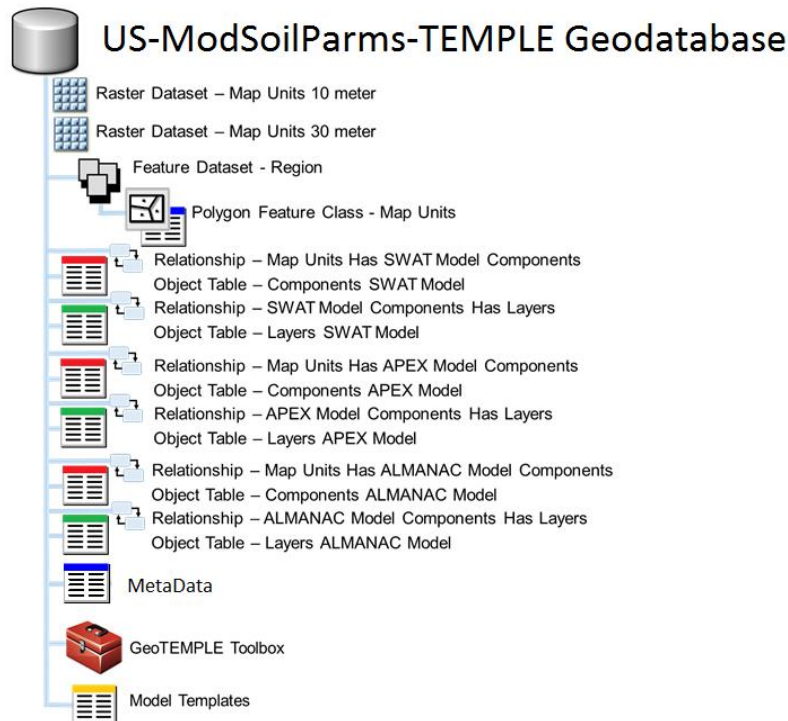 US-ModSoilParms-TEMPLE Geodatabase
Raster Dataset – Map Units 10 meter
Raster Dataset – Map Units 30 meter
Feature Dataset - Region
Polygon Feature Class - Map Units
Relationship – Map Units Has SWAT Model Components
Object Table – Components SWAT Model
Relationship – SWAT Model Components Has Layers
Object Table – Layers SWAT Model
Relationship – Map Units Has APEX Model Components
Object Table – Components APEX Model
Relationship – APEX Model Components Has Layers
Object Table – Layers APEX Model
Relationship – Map Units Has ALMANAC Model Components
Object Table – Components ALMANAC Model
Relationship – ALMANAC Model Components Has Layers
Object Table – Layers ALMANAC Model
MetaData
GeoTEMPLE Toolbox
Model Templates